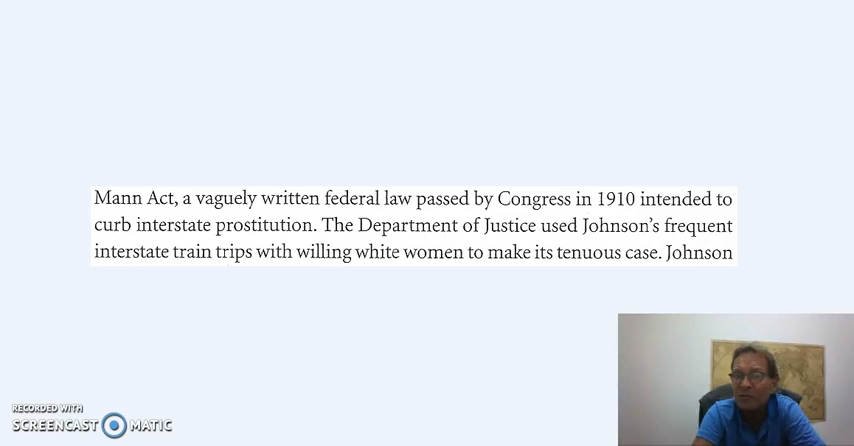 Mann Act, a vaguely written federal law passed by Congress in 1910 intended to
curb interstate prostitution. The Department of Justice used Johnson’s frequent
interstate train trips with willing white women to make its tenuous case. Johnson
RECORDED WITH
SCREENCAST MATIC